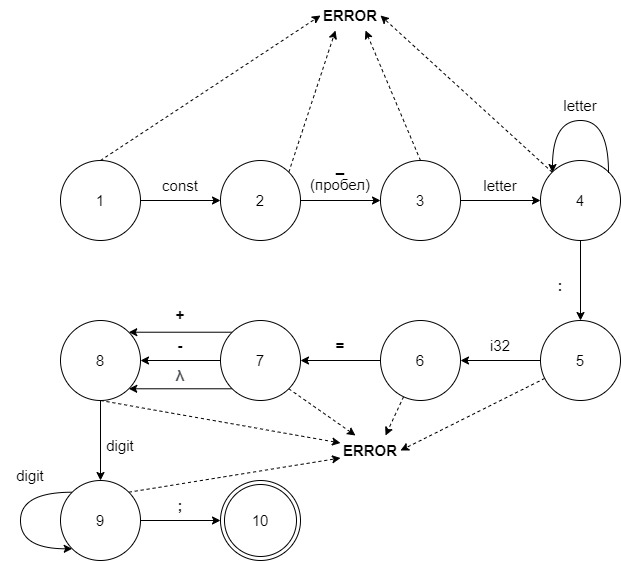 ERROR
letter
1
const
2
_
(пробел)
3
letter
4
:
8
+
-
λ
7
=
6
i32
5
digit
ERROR
digit
9
;
10